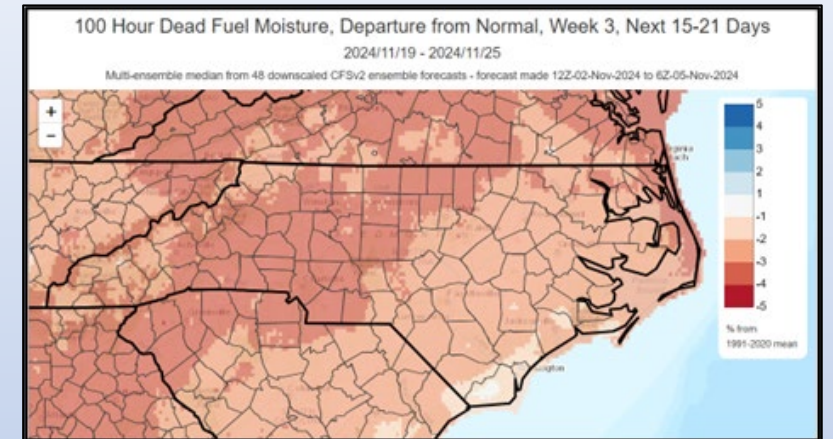 100 Hour Dead Fuel Moisture, Departure from Normal, Week 3, Next 15-21 Days
2024/11/19 - 2024/11/25
Multi-ensemble median from 48 downscaled CFSv2 ensemble forecasts - forecast made 12Z-02-Nov-2024 to 6Z-05-Nov-2024
+
−
5
4
3
2
1
-1
-2
-3
-4
-5
% from
1991-2020 mean